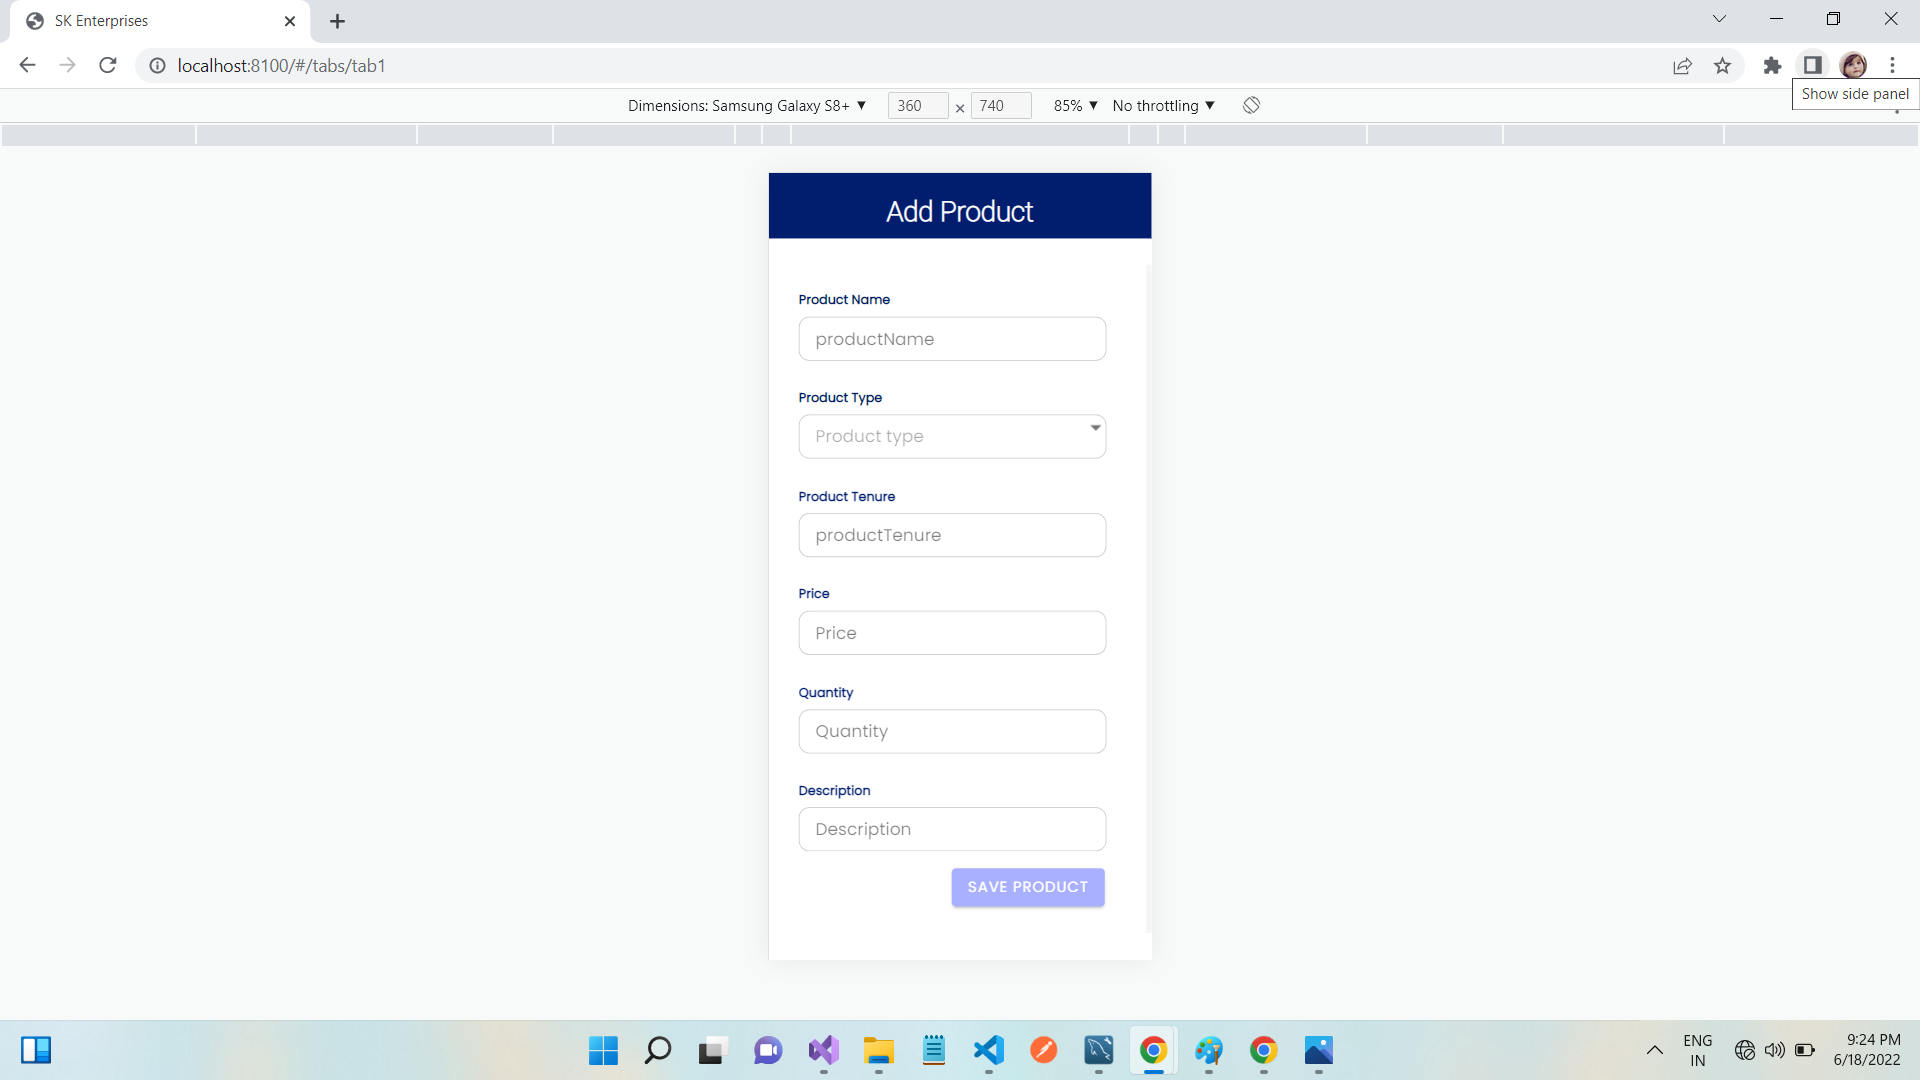 SK Enterprises
localhost:8100/#/tabs/tab1
Show side panel
Dimensions: Samsung Galaxy S8+ ▼ 360 × 740 85% ▼ No throttling ▼
Add Product
Product Name
productName
Product Type
Product type
Product Tenure
productTenure
Price
Price
Quantity
Quantity
Description
Description
SAVE PRODUCT
ENG
IN
9:24 PM
6/18/2022